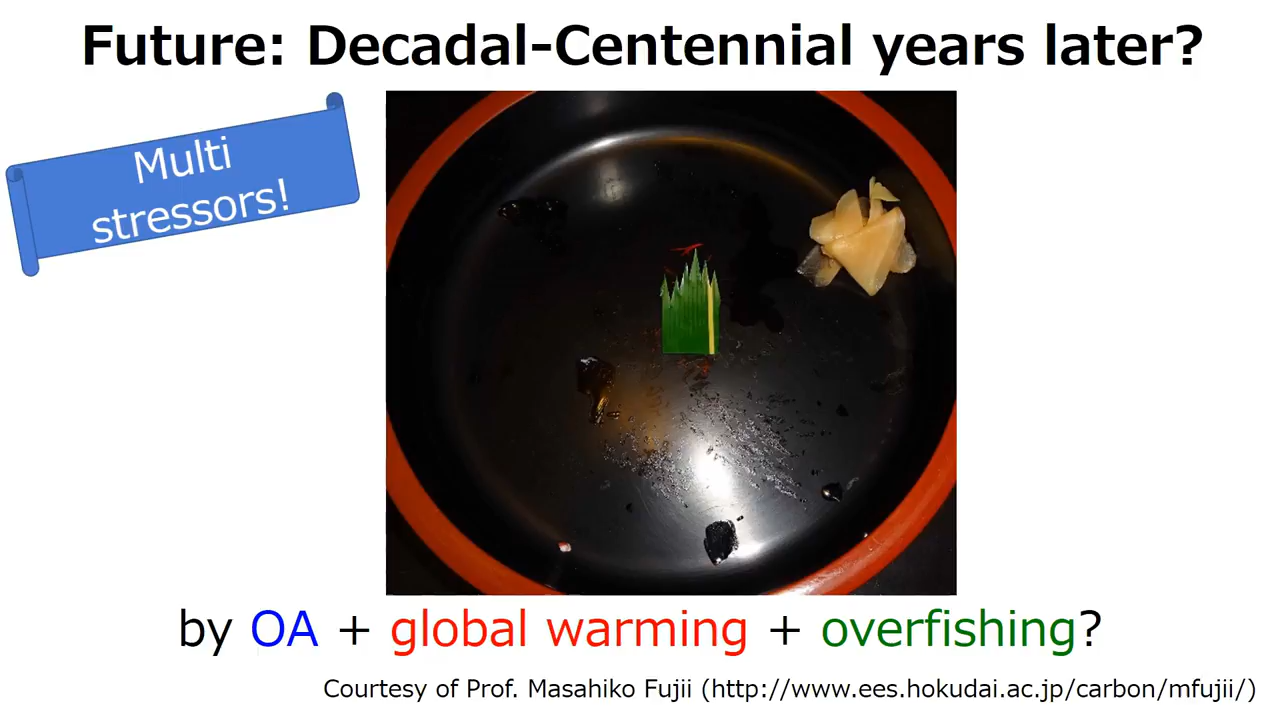 Future: Decadal-Centennial years later?
Multi
stressors!
by OA + global warming + overfishing?
Courtesy of Prof. Masahiko Fujii (http://www.ees.hokudai.ac.jp/carbon/mfujii/)